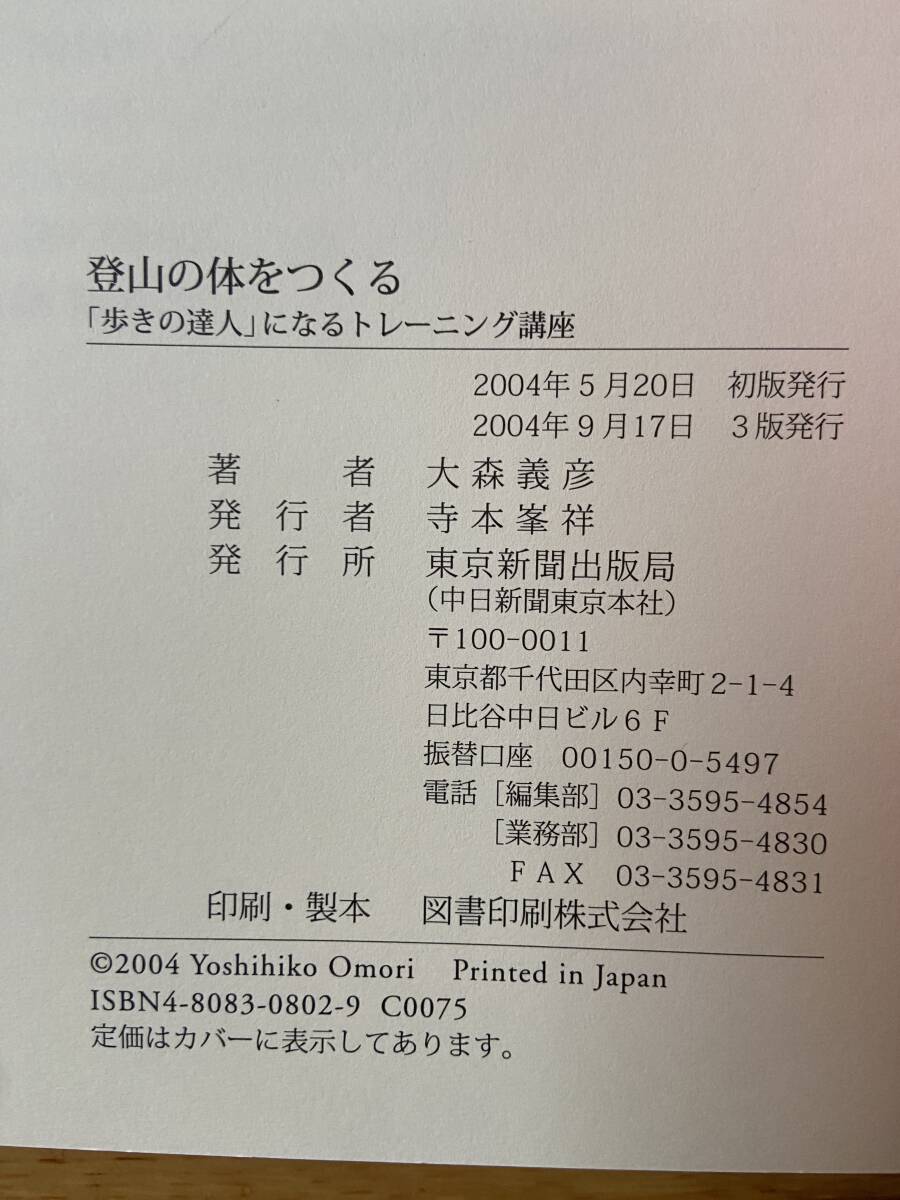 登山の体をつくる
「歩きの達人」になるトレーニング講座
2004年5月20日　初版発行
2004年9月17日　3版発行
著者　大森義彦
発行者　寺本峯祥
発行所　東京新聞出版局
（中日新聞東京本社）
〒100-0011
東京都千代田区内幸町2-1-4
日比谷中日ビル6F
振替口座　00150-0-5497
電話［編集部］03-3595-4854
［業務部］03-3595-4830
FAX　03-3595-4831
印刷・製本　図書印刷株式会社
©2004 Yoshihiko Omori　Printed in Japan
ISBN4-8083-0802-9 C0075
定価はカバーに表示してあります。